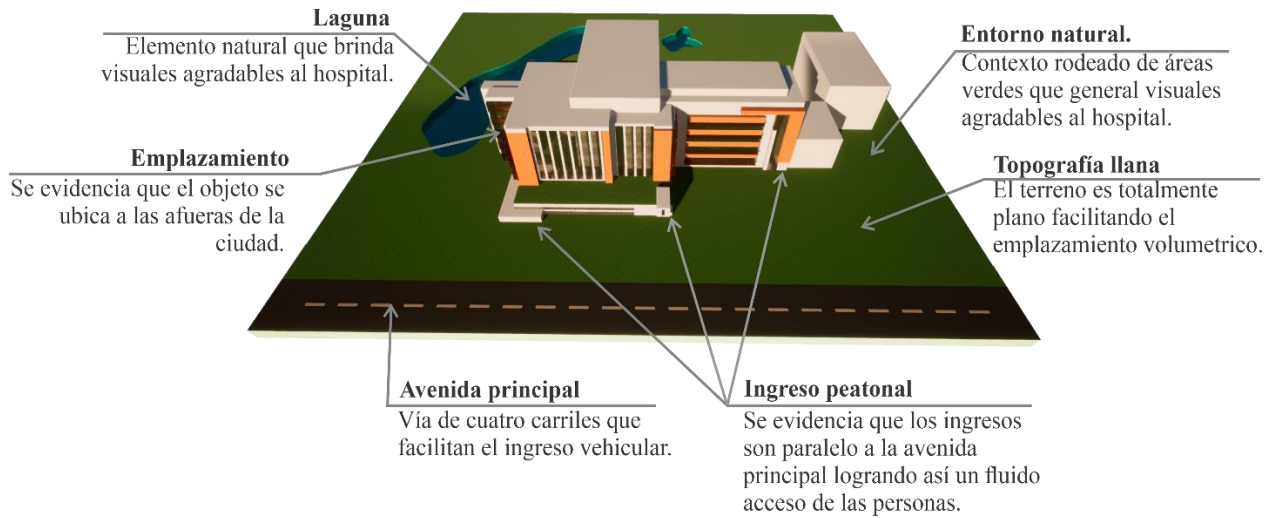 Laguna
Elemento natural que brinda
visuales agradables al hospital.
Emplazamiento
Se evidencia que el objeto se
ubica a las afueras de la
ciudad.
Entorno natural.
Contexto rodeado de áreas
verdes que general visuales
agradables al hospital.
Topografía llana
El terreno es totalmente
plano facilitando el
emplazamiento volumetrico.
Avenida principal
Vía de cuatro carriles que
facilitan el ingreso vehicular.
Ingreso peatonal
Se evidencia que los ingresos
son paralelo a la avenida
principal logrando así un fluido
acceso de las personas.